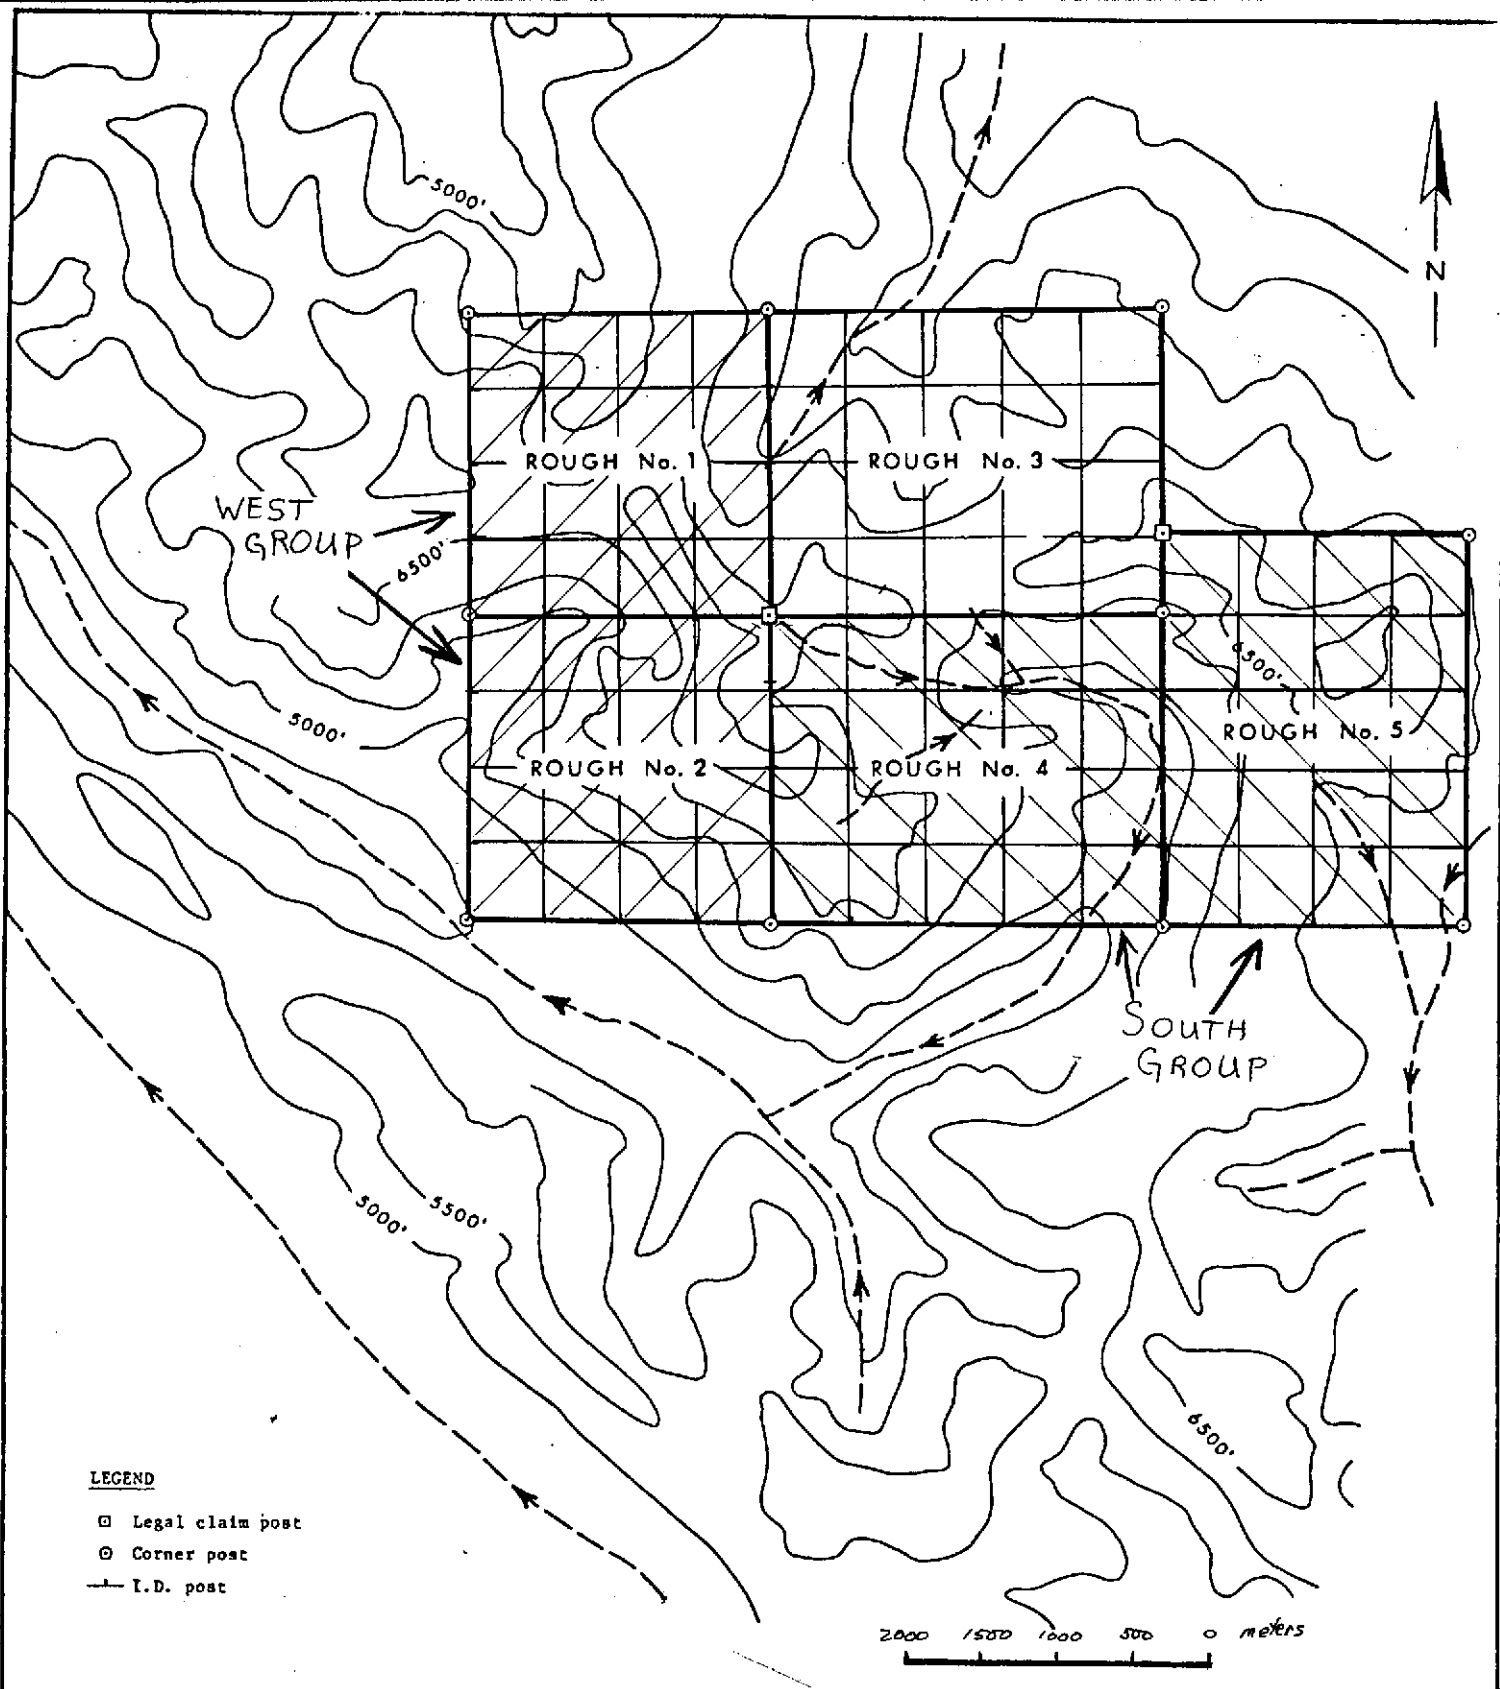 5000'
N
ROUGH No. 1
ROUGH No. 3
WEST
GROUP
6500'
6500'
5000'
ROUGH No. 5
ROUGH No. 2
ROUGH No. 4
SOUTH
GROUP
5000'
5500'
6500'
LEGEND
Legal claim post
Corner post
I.D. post
2000 1500 1000 500 0 meters